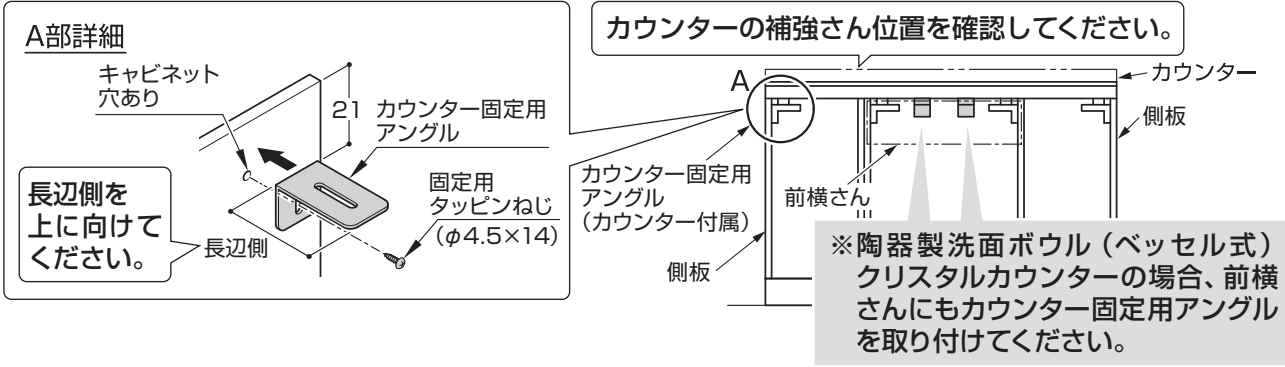 A部詳細
キャビネット
穴あり
21
カウンター固定用
アングル
長辺側を
上に向けて
ください。
長辺側
固定用
タッピンねじ
（φ4.5×14）
カウンターの補強さん位置を確認してください。
A
カウンター
側板
カウンター固定用
アングル
（カウンター付属）
前横さん
側板
※陶器製洗面ボウル（ベッセル式）
クリスタルカウンターの場合、前横
さんにもカウンター固定用アングル
を取り付けてください。